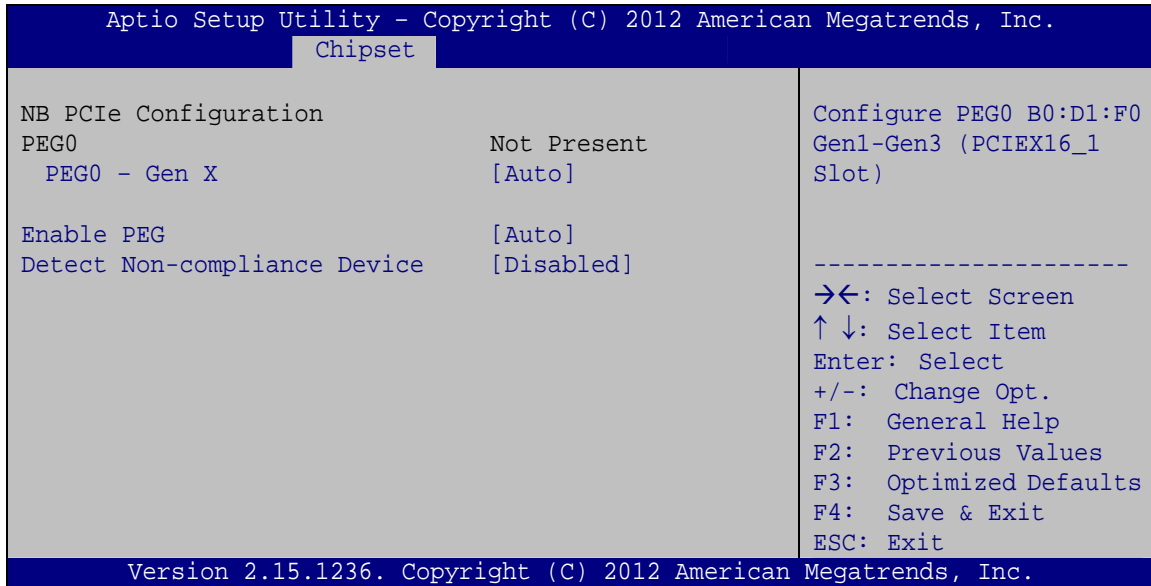 Aptio Setup Utility – Copyright (C) 2012 American Megatrends, Inc.
Chipset
NB PCIe Configuration
PEG0 Not Present
PEG0 – Gen X [Auto]
Enable PEG [Auto]
Detect Non-compliance Device [Disabled]
Configure PEG0 B0:D1:F0
Gen1-Gen3 (PCIEX16_1
Slot)
----------------------
→←: Select Screen
↑ ↓: Select Item
Enter: Select
+/-: Change Opt.
F1: General Help
F2: Previous Values
F3: Optimized Defaults
F4: Save & Exit
ESC: Exit
Version 2.15.1236. Copyright (C) 2012 American Megatrends, Inc.